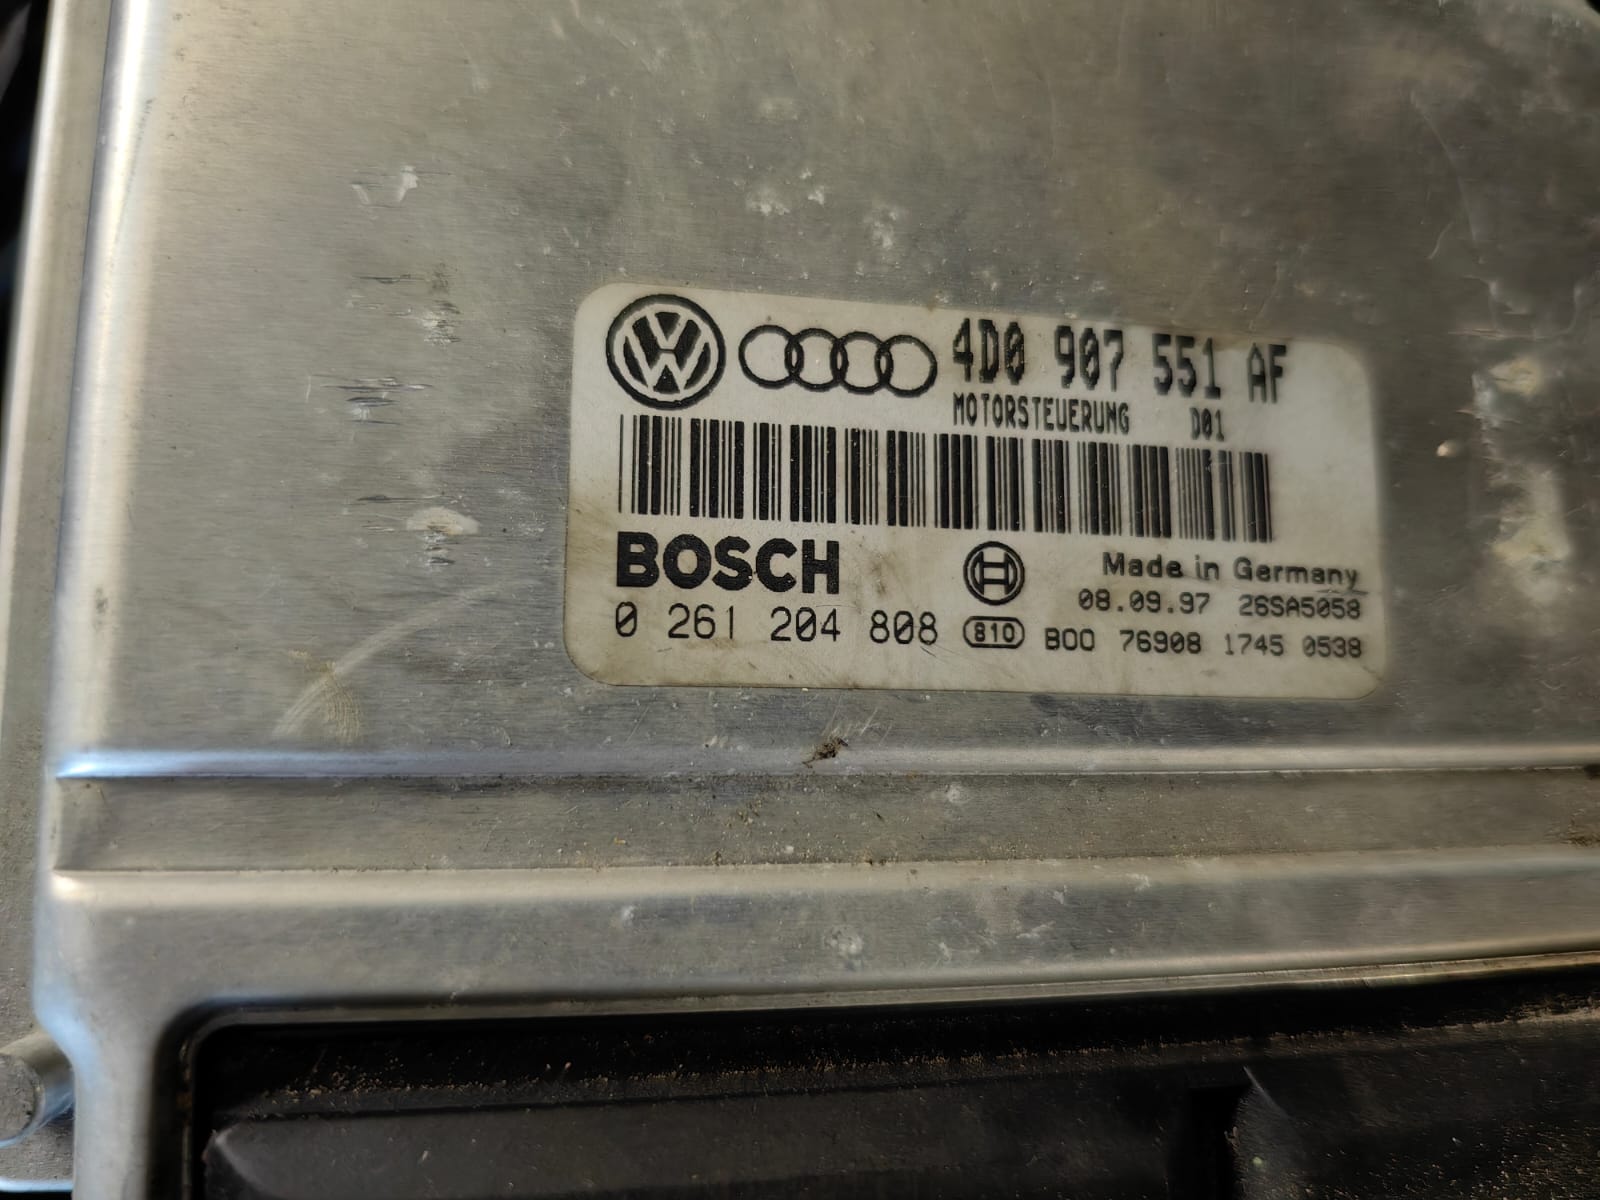 4D0 907 551 AF
MOTORSTEUERUNG D01
BOSCH
Made in Germany
08.09.97 26SA5058
0 261 204 808 810 B00 76908 1745 0538